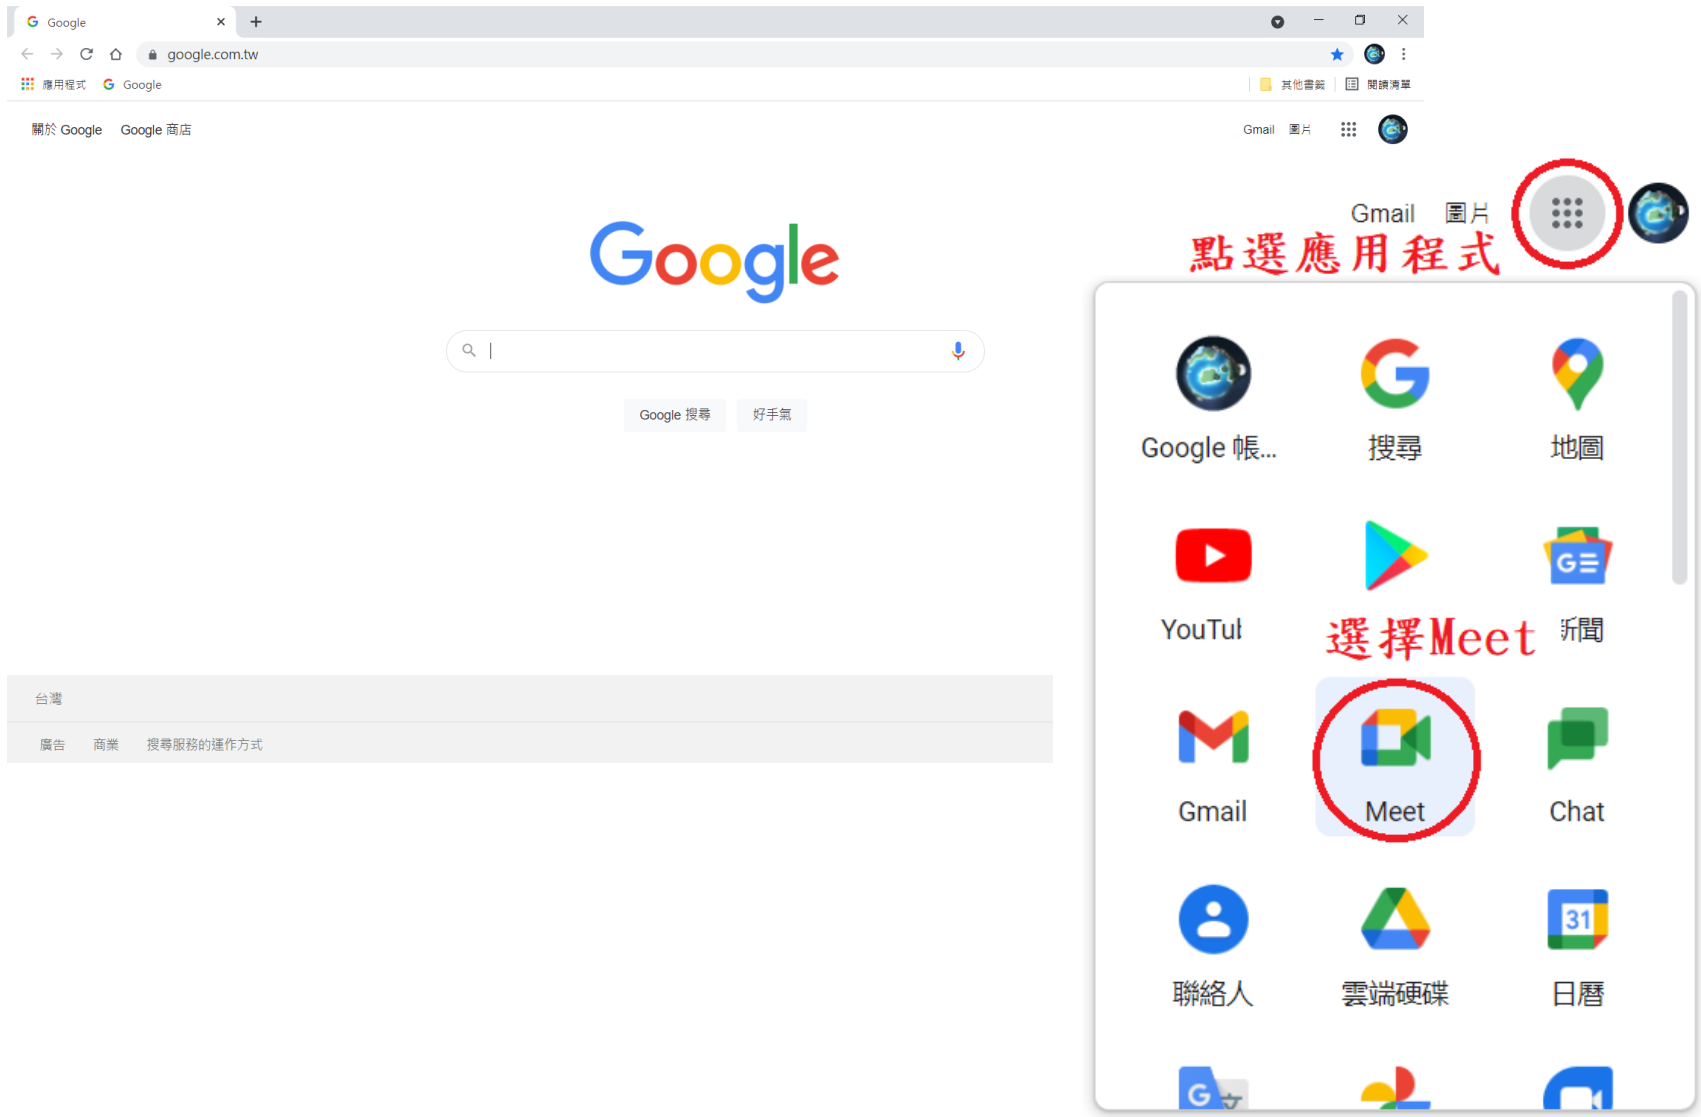 Google
google.com.tw
應用程式 Google
其他書籤 閱讀清單
關於 Google Google 商店
Gmail 圖片
Gmail 圖片
點選應用程式
Google
Google 搜尋 好手氣
Google 帳... 搜尋 地圖
YouTu 新聞
選擇Meet
Gmail Meet Chat
31
聯絡人 雲端硬碟 日曆
台灣
廣告 商業 搜尋服務的運作方式